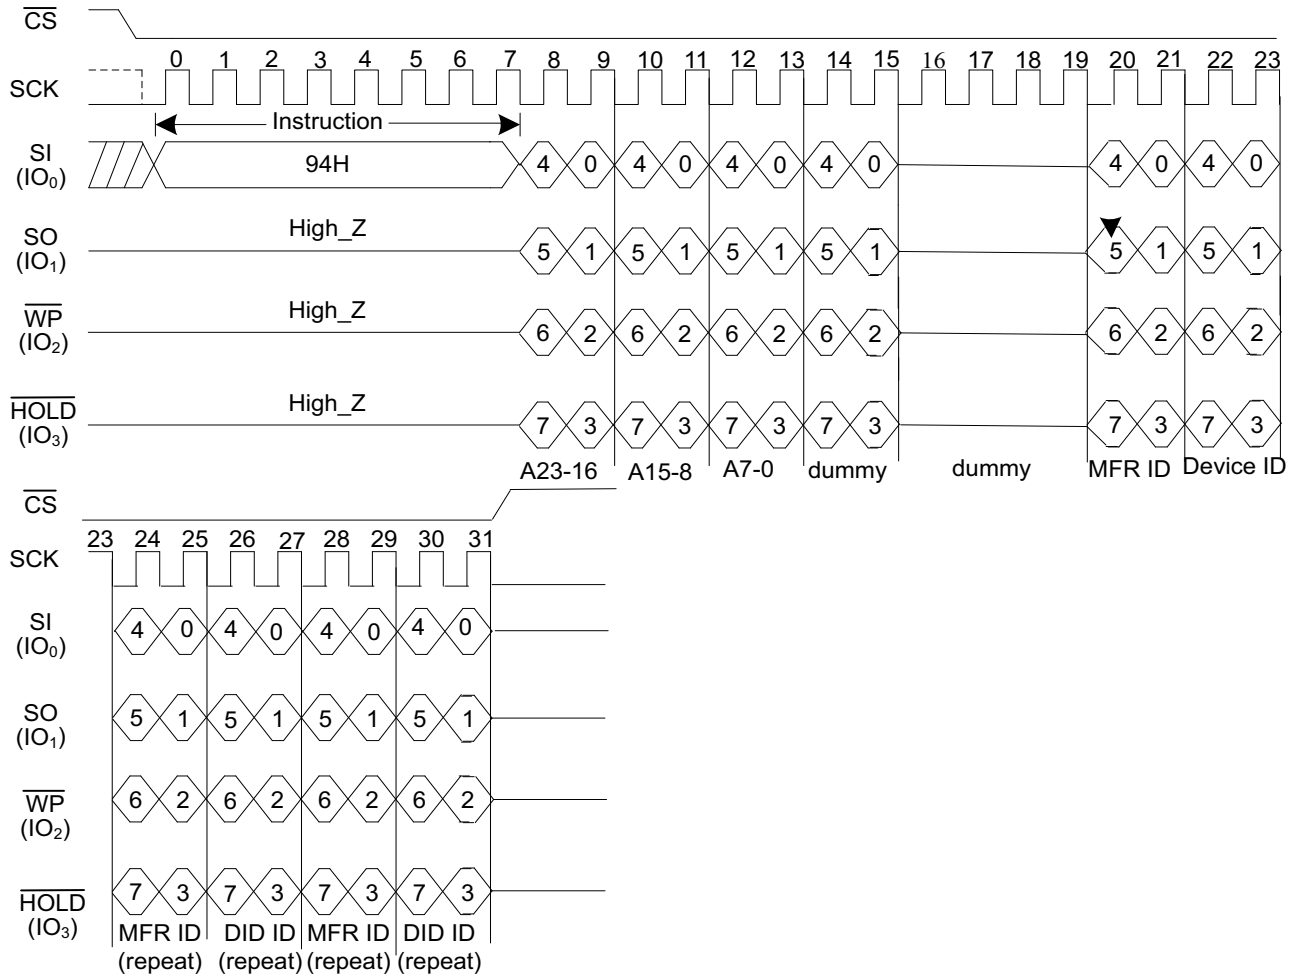 CS
0 1 2 3 4 5 6 7 8 9 10 11 12 13 14 15 16 17 18 19 20 21 22 23
SCK
Instruction
SI
(IO0)
94H
4 0 4 0 4 0 4 0 4 0 4 0
SO
(IO1)
High_Z
5 1 5 1 5 1 5 1 5 1 5 1
WP
(IO2)
High_Z
6 2 6 2 6 2 6 2 6 2 6 2
HOLD
(IO3)
High_Z
7 3 7 3 7 3 7 3 7 3 7 3
A23-16 A15-8 A7-0 dummy dummy MFR ID Device ID
CS
23 24 25 26 27 28 29 30 31
SCK
SI
(IO0)
4 0 4 0 4 0 4 0
SO
(IO1)
5 1 5 1 5 1 5 1
WP
(IO2)
6 2 6 2 6 2 6 2
HOLD
(IO3)
7 3 7 3 7 3 7 3
MFR ID DID ID MFR ID DID ID
(repeat) (repeat) (repeat) (repeat)